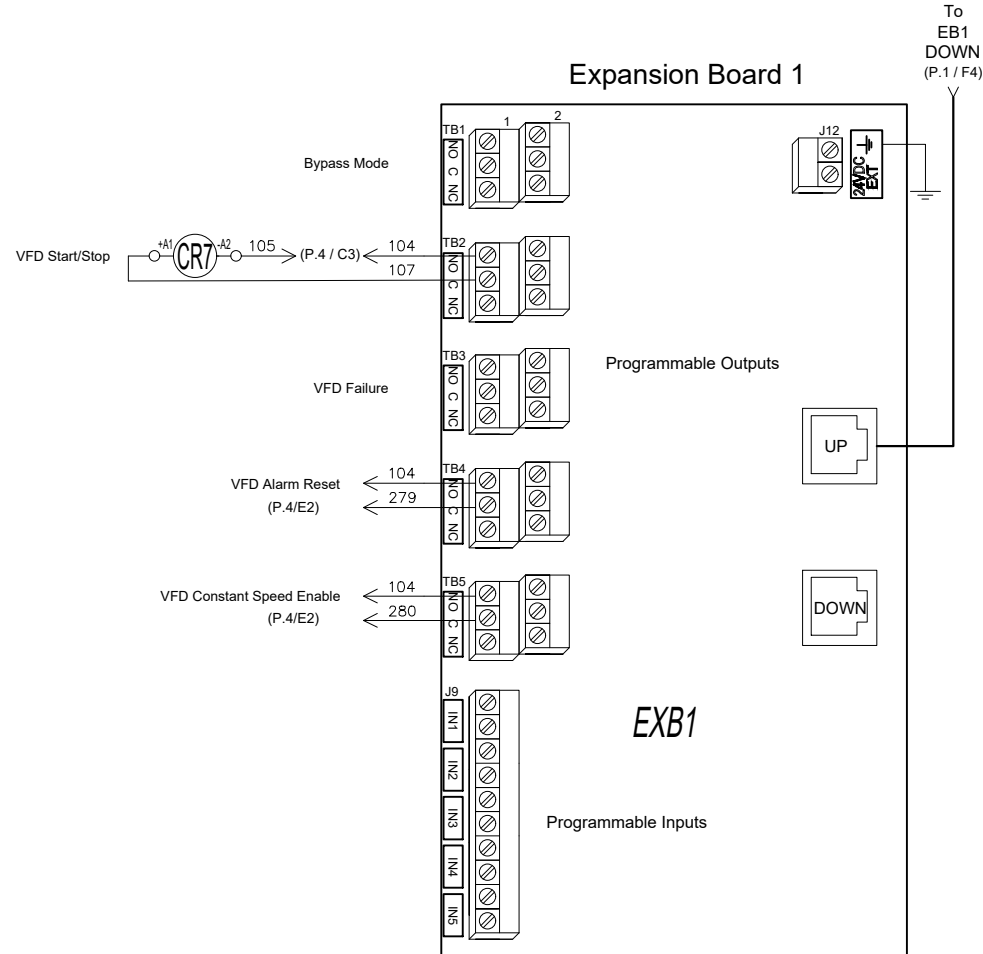 To
EB1
DOWN
(P.1 / F4)
Expansion Board 1
TB1
1
2
J12
NO C NC
Bypass Mode
24VDC
EXT
VFD Start/Stop
+A1
CR7
-A2
105
(P.4 / C3)
104
107
TB2
NO C NC
TB3
NO C NC
VFD Failure
Programmable Outputs
UP
TB4
NO C NC
VFD Alarm Reset
(P.4/E2)
104
279
TB5
NO C NC
VFD Constant Speed Enable
(P.4/E2)
104
280
DOWN
J9
IN1
IN2
IN3
IN4
IN5
EXB1
Programmable Inputs